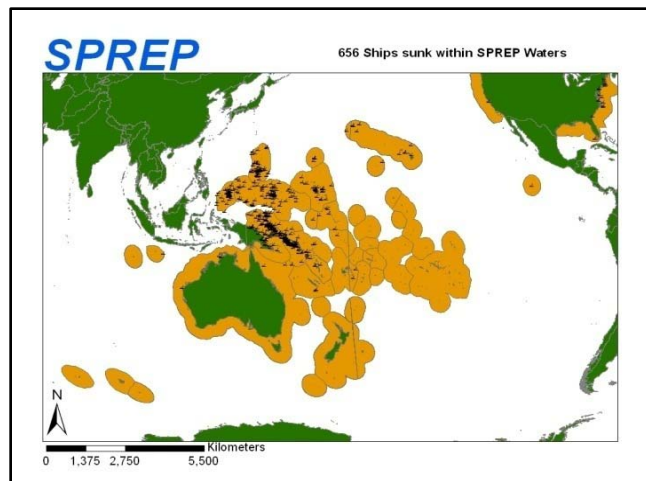 SPREP
656 Ships sunk within SPREP Waters
N
Kilometers
0 1,375 2,750 5,500